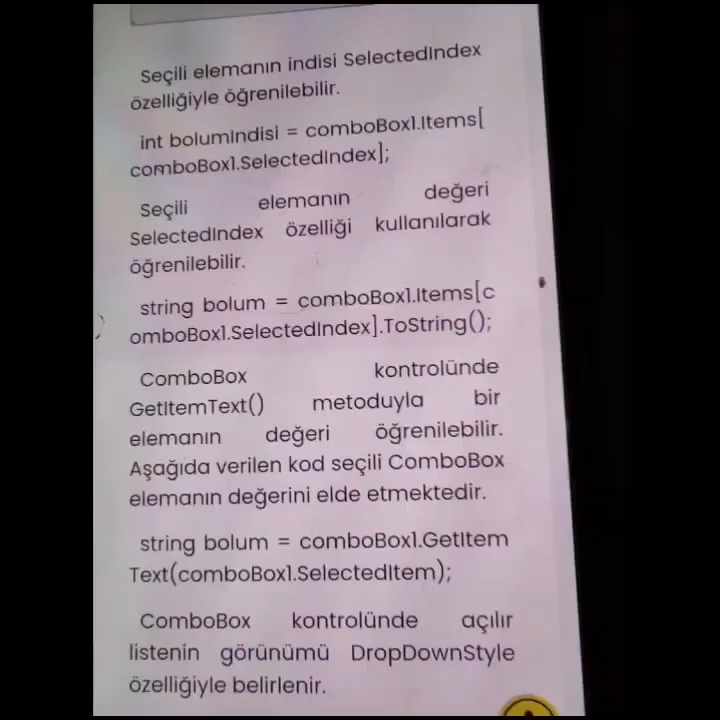 Seçili elemanın indisi SelectedIndex
özelliğiyle öğrenilebilir.
int bolumIndisi = comboBox1.Items[
comboBox1.SelectedIndex];
Seçili elemanın değeri
SelectedIndex özelliği kullanılarak
öğrenilebilir.
string bolum = comboBox1.Items[c
omboBox1.SelectedIndex].ToString();
ComboBox kontrolünde
GetItemText() metoduyla bir
elemanın değeri öğrenilebilir.
Aşağıda verilen kod seçili ComboBox
elemanın değerini elde etmektedir.
string bolum = comboBox1.GetItem
Text(comboBox1.SelectedItem);
ComboBox kontrolünde açılır
listenin görünümü DropDownStyle
özelliğiyle belirlenir.